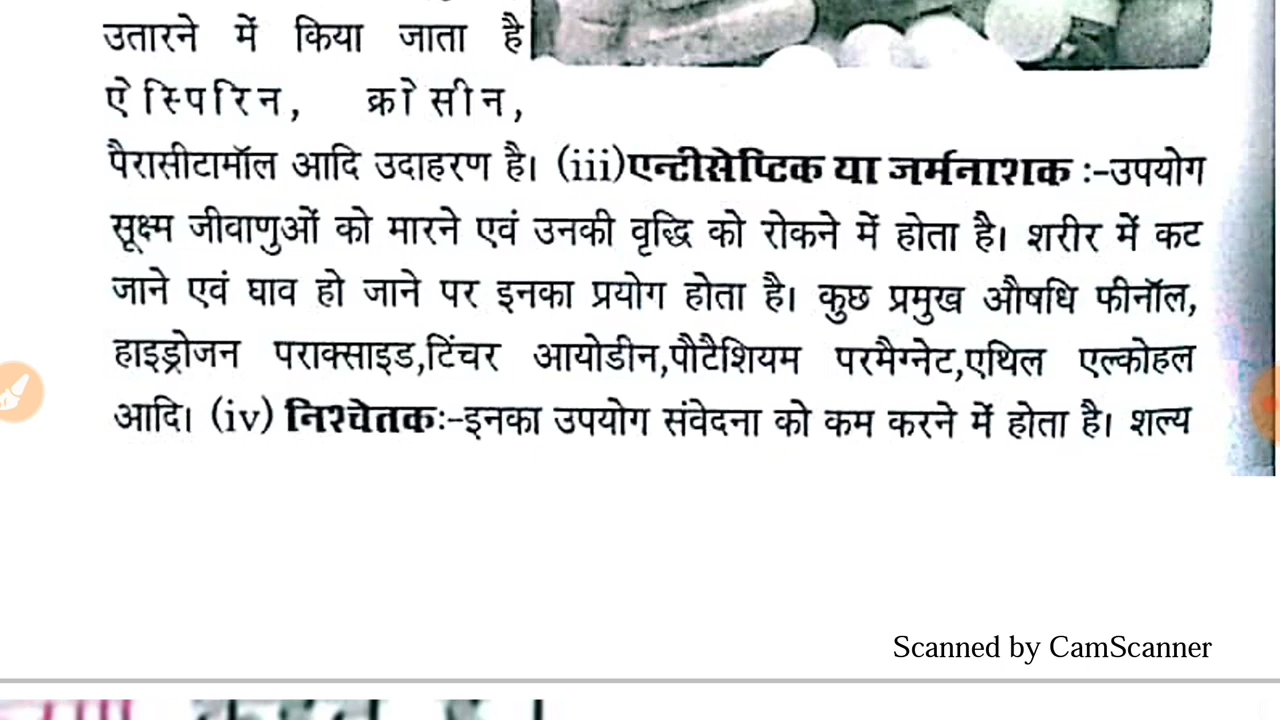 उतारने में किया जाता है
ऐस्पिरिन, क्रोसीन,
पैरासीटामॉल आदि उदाहरण है। (iii)एन्टीसेप्टिक या जर्मनाशक :-उपयोग
सूक्ष्म जीवाणुओं को मारने एवं उनकी वृद्धि को रोकने में होता है। शरीर में कट
जाने एवं घाव हो जाने पर इनका प्रयोग होता है। कुछ प्रमुख औषधि फीनॉल,
हाइड्रोजन पराक्साइड,टिंचर आयोडीन,पौटैशियम परमैग्नेट,एथिल एल्कोहल
आदि। (iv) निश्चेतकः-इनका उपयोग संवेदना को कम करने में होता है। शल्य
Scanned by CamScanner